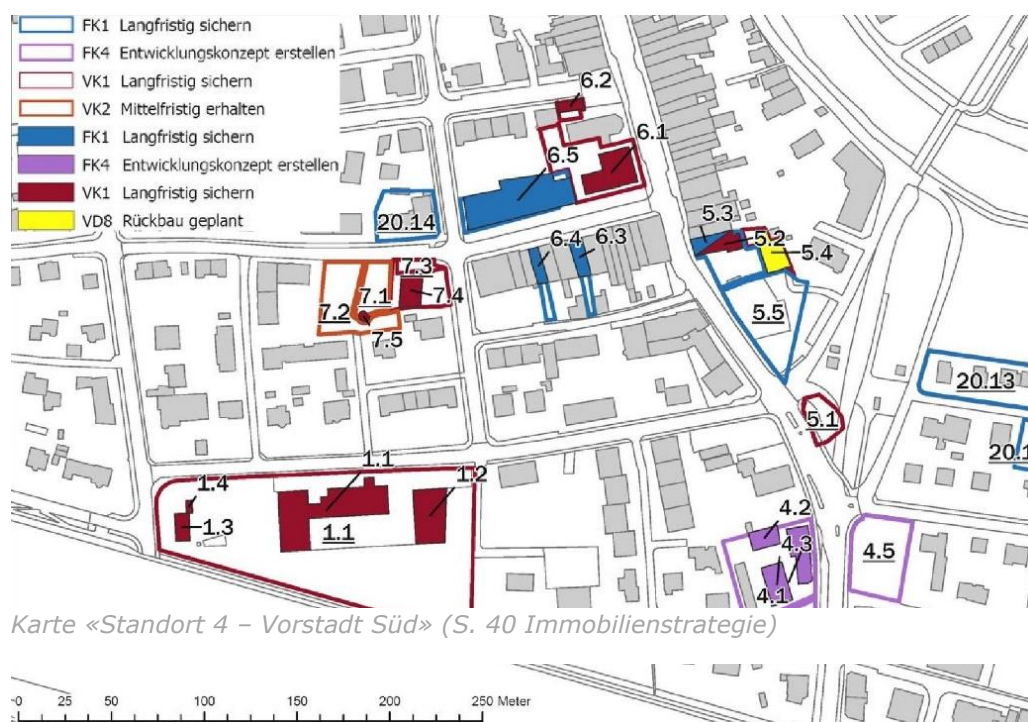 FK1 Langfristig sichern
FK4 Entwicklungskonzept erstellen
VK1 Langfristig sichern
VK2 Mittelfristig erhalten
FK1 Langfristig sichern
FK4 Entwicklungskonzept erstellen
VK1 Langfristig sichern
VD8 Rückbau geplant
6.2
6.1
6.5
20.14
5.3
5.2
5.4
6.4
6.3
7.3
7.1
7.4
7.2
7.5
5.5
20.13
5.1
20.1
1.1
1.2
1.4
1.3
1.1
4.2
4.3
4.5
4.1
Karte «Standort 4 – Vorstadt Süd» (S. 40 Immobilienstrategie)
0 25 50 100 150 200 250 Meter